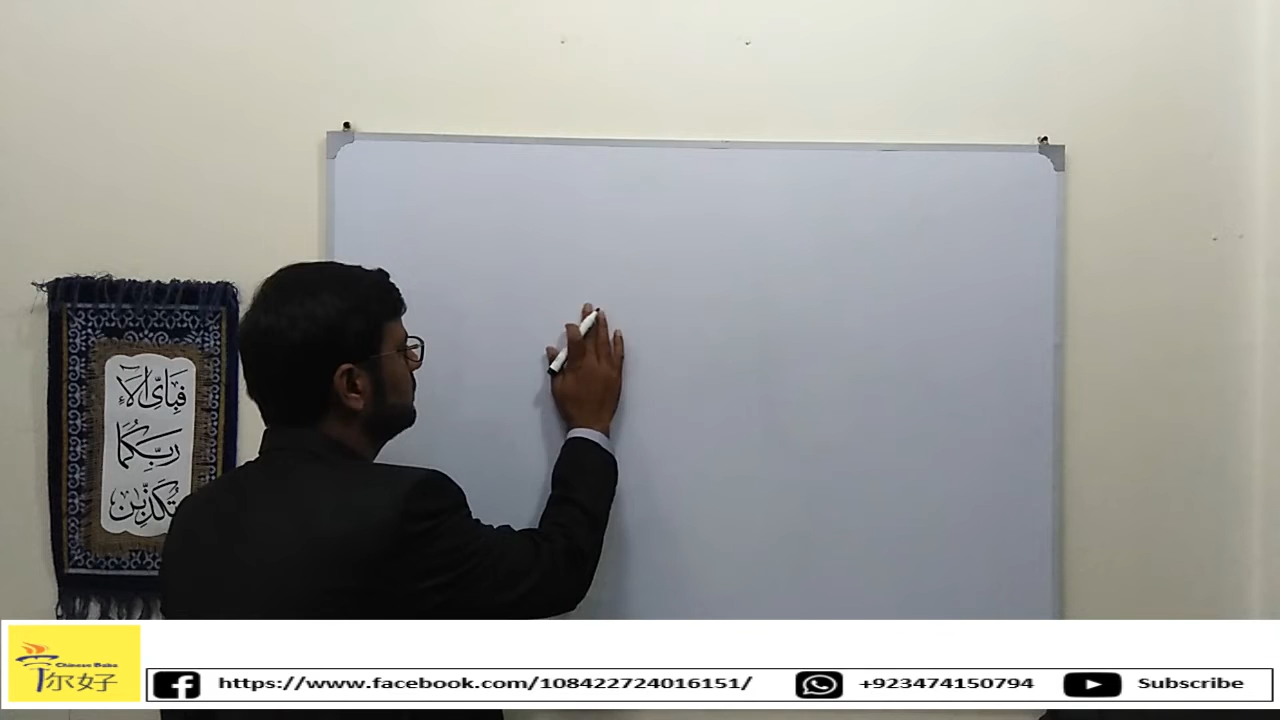 فَبِاَىِّ اٰلَآءِ
رَبِّكُمَا
تُكَذِّبٰنِ
Chinese Baba
你好
https://www.facebook.com/108422724016151/
+923474150794
Subscribe